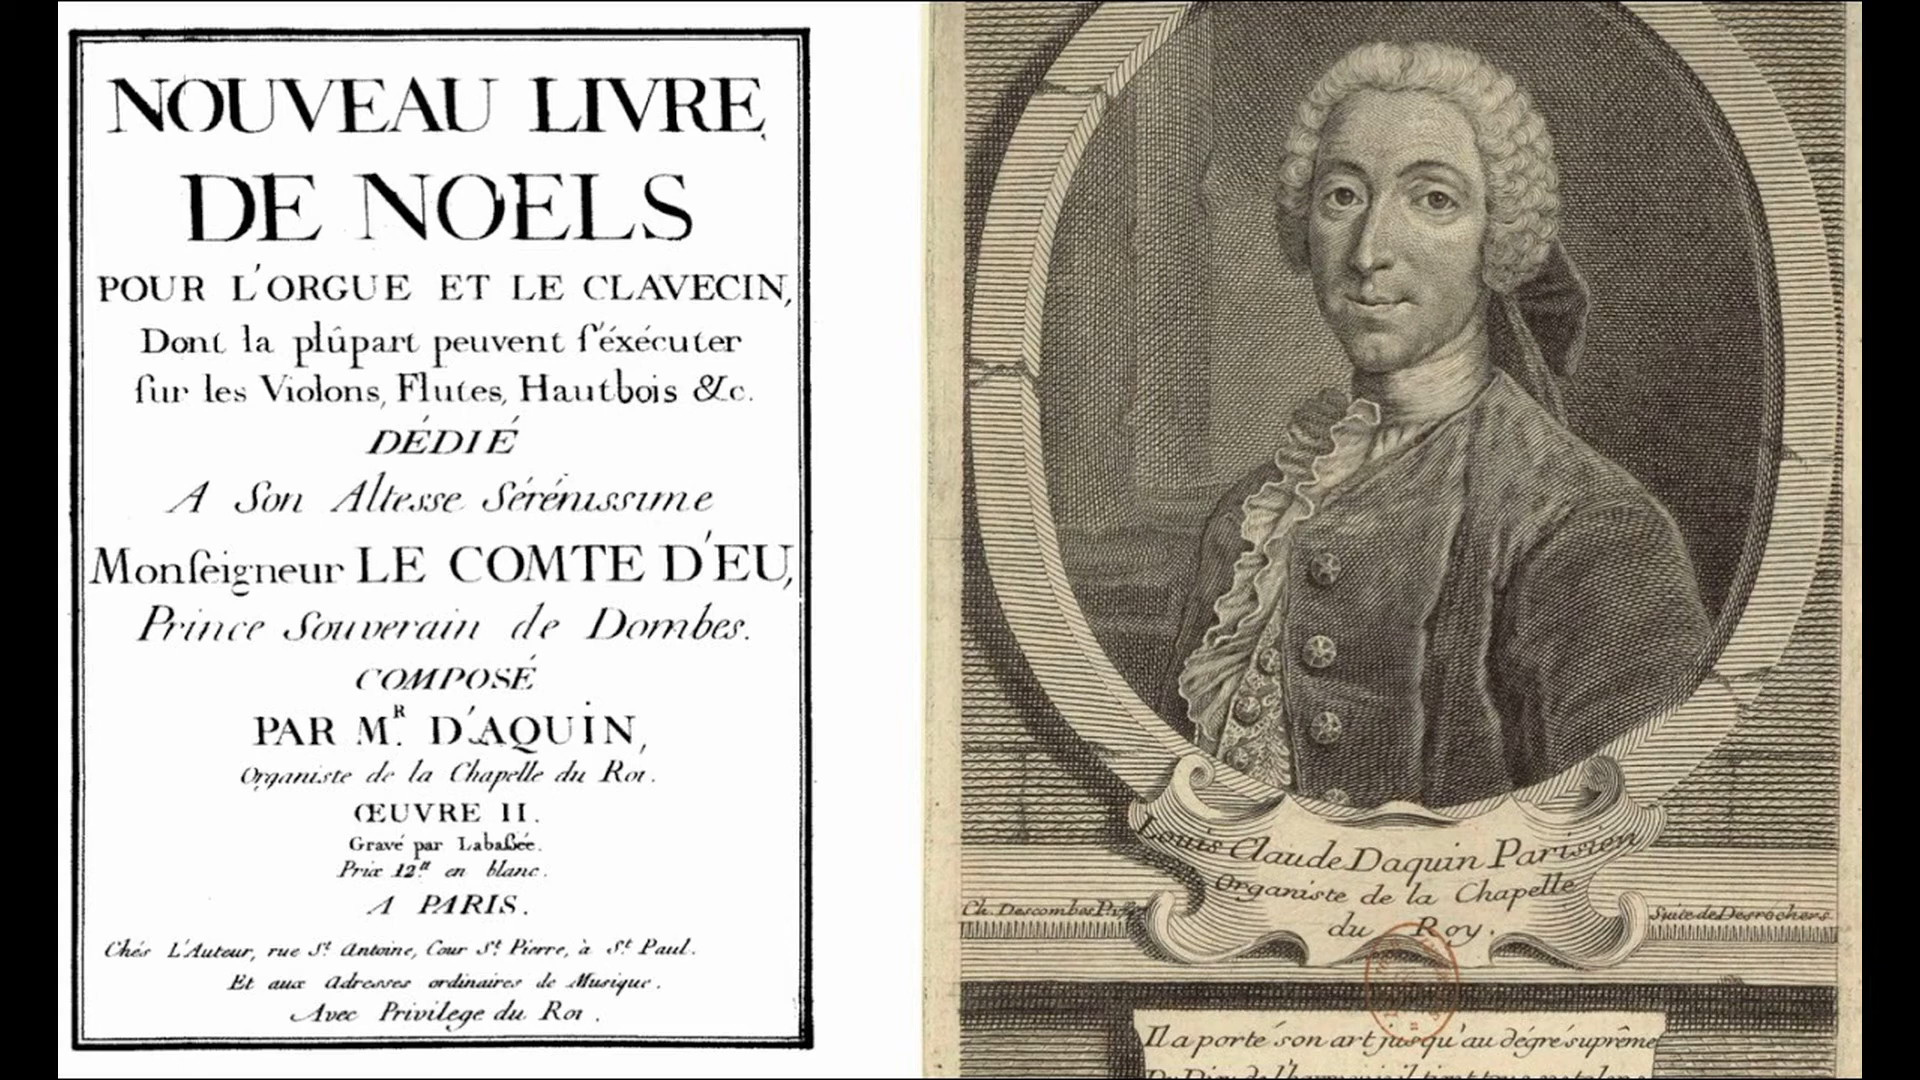 NOUVEAU LIVRE
DE NOELS
POUR L'ORGUE ET LE CLAVECIN,
Dont la plûpart peuvent ſ'éxécuter
ſur les Violons, Flutes, Hautbois &c.
DÉDIÉ
A Son Altesse Sérénissime
Monſeigneur LE COMTE D'EU,
Prince Souverain de Dombes.
COMPOSÉ
PAR MR. D'AQUIN,
Organiste de la Chapelle du Roi.
ŒUVRE II.
Gravé par Labaßée.
Prix 12tt en blanc.
A PARIS.
Chés L'Auteur, rue St Antoine, Cour St Pierre, à St Paul.
Et aux Adresses ordinaires de Musique.
Avec Privilege du Roi.
Louis Claude Daquin Parisien
Organiste de la Chapelle
du Roy.
Ch. Descombes
Suite de Desrochers.
Il a porté son art jusqu'au dégré suprême